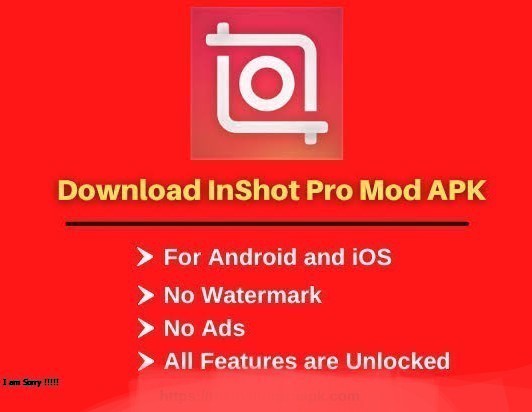 Download InShot Pro Mod APK
For Android and iOS
No Watermark
No Ads
All Features are Unlocked
I am Sorry !!!!!